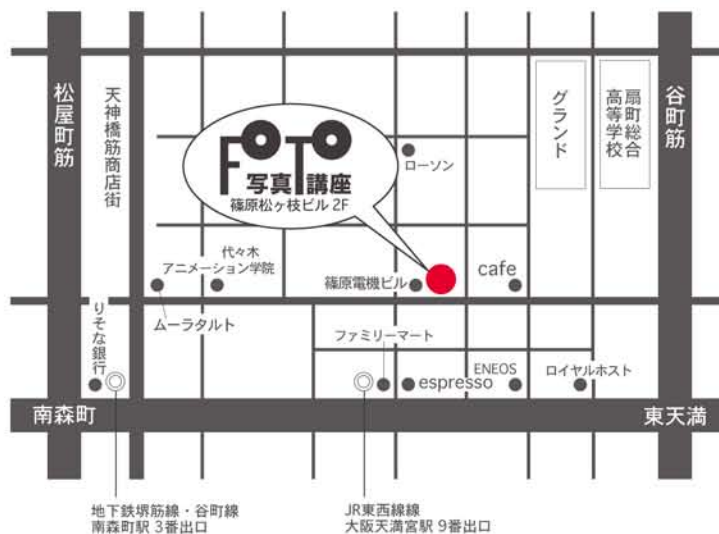 松屋町筋
天神橋筋商店街
グランド
扇町総合
高等学校
谷町筋
FOTO
写真講座
篠原松ヶ枝ビル 2F
ローソン
代々木
アニメーション学院
篠原電機ビル
cafe
ムーラタルト
りそな銀行
ファミリーマート
espresso
ENEOS
ロイヤルホスト
南森町
東天満
地下鉄堺筋線・谷町線
南森町駅 3番出口
JR東西線線
大阪天満宮駅 9番出口